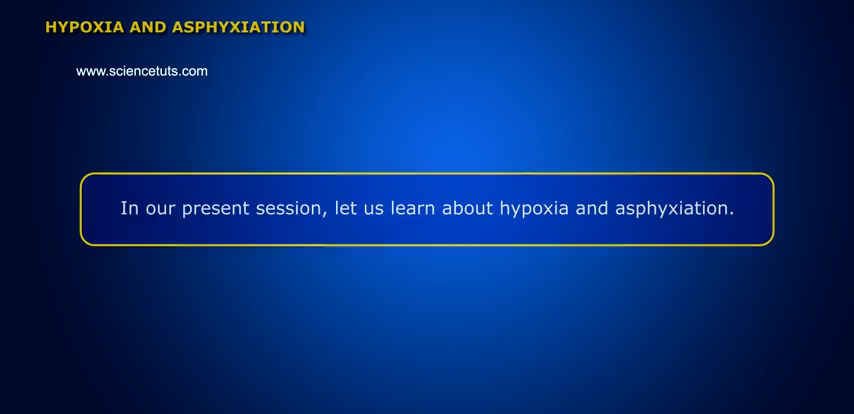 HYPOXIA AND ASPHYXIATION
www.sciencetuts.com
In our present session, let us learn about hypoxia and asphyxiation.